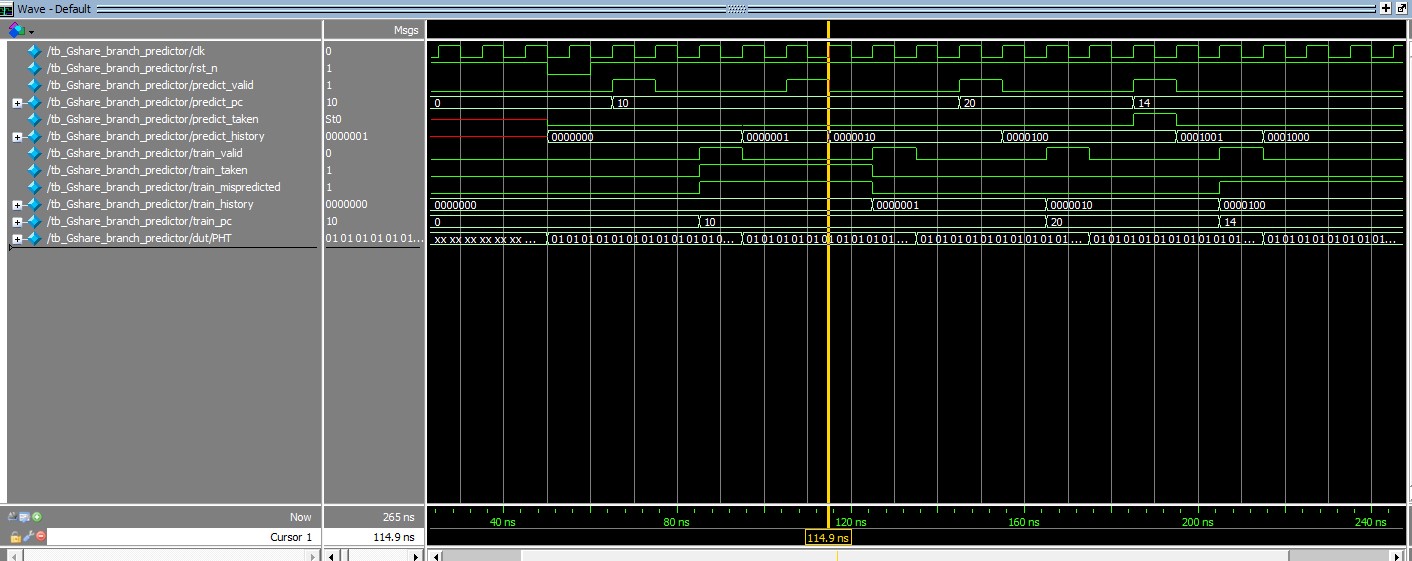 Wave - Default
Msgs
/tb_Gshare_branch_predictor/clk 0
/tb_Gshare_branch_predictor/rst_n 1
/tb_Gshare_branch_predictor/predict_valid 1
/tb_Gshare_branch_predictor/predict_pc 10 0 10 20 14
/tb_Gshare_branch_predictor/predict_taken St0
/tb_Gshare_branch_predictor/predict_history 0000001 0000000 0000001 0000010 0000100 0001001 0001000
/tb_Gshare_branch_predictor/train_valid 0
/tb_Gshare_branch_predictor/train_taken 1
/tb_Gshare_branch_predictor/train_mispredicted 1
/tb_Gshare_branch_predictor/train_history 0000000 0000000 0000001 0000010 0000100
/tb_Gshare_branch_predictor/train_pc 10 0 10 20 14
/tb_Gshare_branch_predictor/dut/PHT 01 01 01 01 01 01... xx xx xx xx xx xx ... 01 01 01 01 01 01 01 01 01 01 01 01 0... 01 01 01 01 01 01 01 01 01 01 01 01... 01 01 01 01 01 01 01 01 01 01 01 01... 01 01 01 01 01 01 01 01 01 01 01 01... 01 01 01 01 01 01 01 01 01...
Now 265 ns 40 ns 80 ns 120 ns 160 ns 200 ns 240 ns
Cursor 1 114.9 ns 114.9 ns